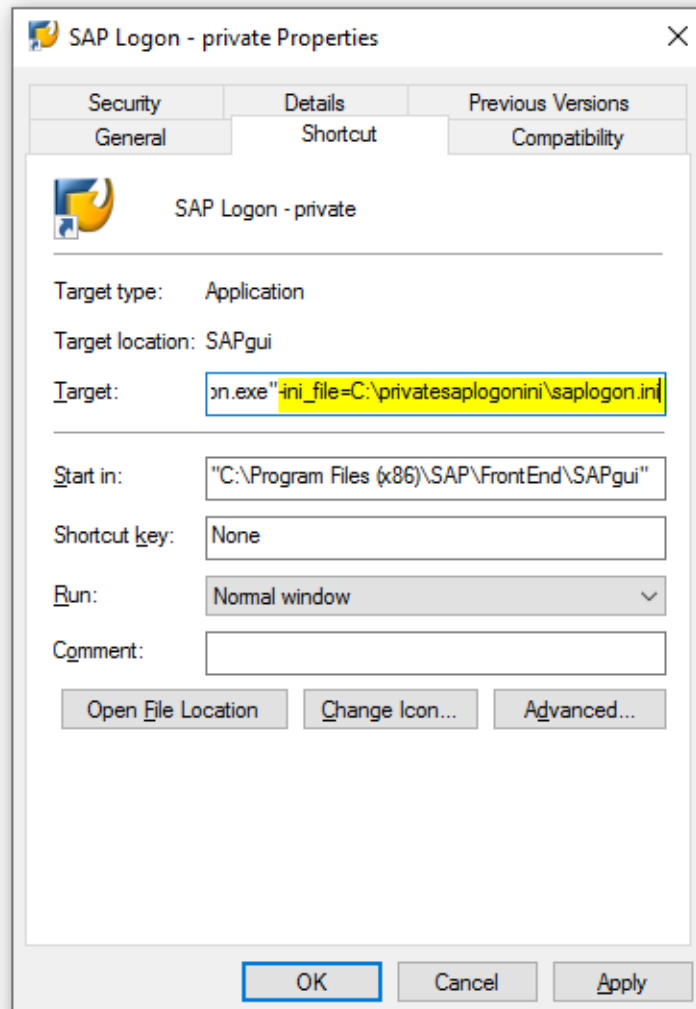 SAP Logon - private Properties
Security Details Previous Versions
General Shortcut Compatibility
SAP Logon - private
Target type: Application
Target location: SAPgui
Target: on.exe"-ini_file=C:\privatesaplogonini\saplogon.ini
Start in: "C:\Program Files (x86)\SAP\FrontEnd\SAPgui"
Shortcut key: None
Run: Normal window
Comment:
Open File Location Change Icon... Advanced...
OK Cancel Apply